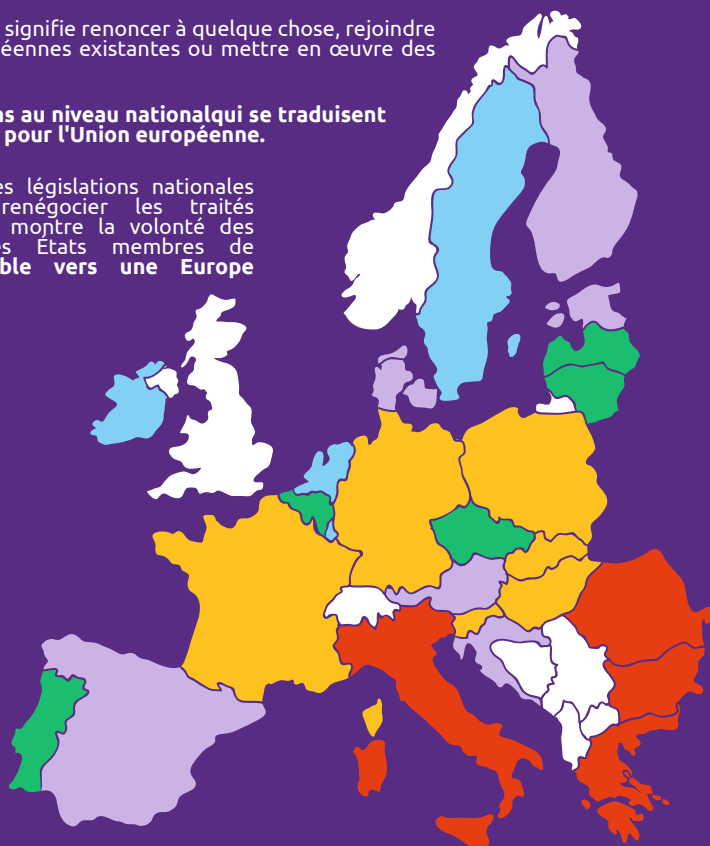 signifie renoncer à quelque chose, rejoindre
éennes existantes ou mettre en œuvre des
s au niveau nationalqui se traduisent
pour l'Union européenne.
es législations nationales
renégocier les traités
montre la volonté des
es États membres de
ble vers une Europe